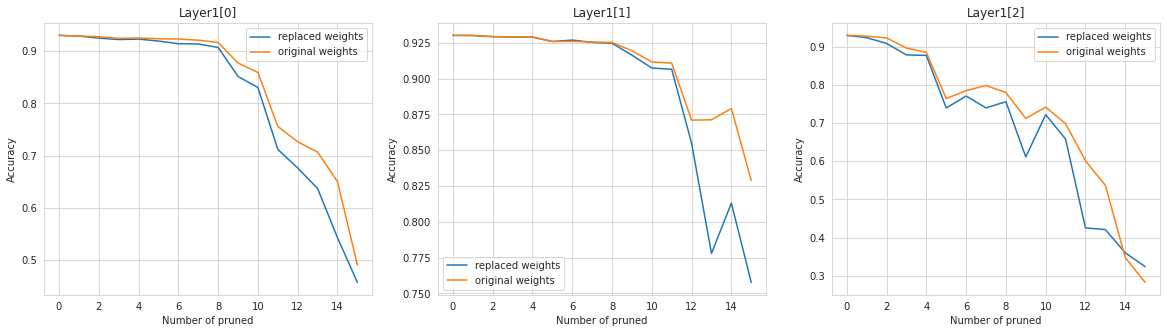 Layer1[0]
Accuracy
0.9
0.8
0.7
0.6
0.5
replaced weights
original weights
0 2 4 6 8 10 12 14
Number of pruned
Layer1[1]
Accuracy
0.925
0.900
0.875
0.850
0.825
0.800
0.775
0.750
replaced weights
original weights
0 2 4 6 8 10 12 14
Number of pruned
Layer1[2]
Accuracy
0.9
0.8
0.7
0.6
0.5
0.4
0.3
replaced weights
original weights
0 2 4 6 8 10 12 14
Number of pruned